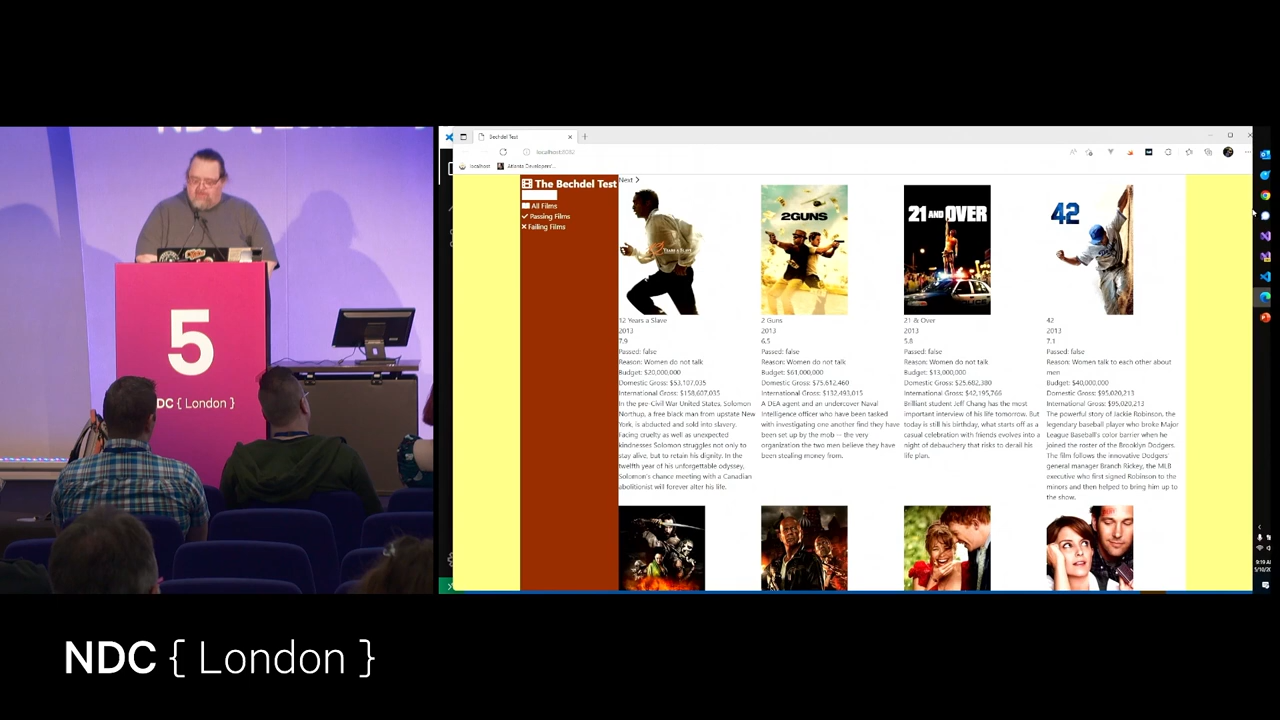 NDC { London }
5
NDC { London }
Bechdel Test
localhost:8082
localhost
Atlanta Developers'...
The Bechdel Test
All Films
Passing Films
Failing Films
Next
2GUNS
21 AND OVER
42
12 Years a Slave
2013
7.9
Passed: false
Reason: Women do not talk
Budget: $20,000,000
Domestic Gross: $53,107,035
International Gross: $158,607,035
In the pre-Civil War United States, Solomon
Northup, a free black man from upstate New
York, is abducted and sold into slavery.
Facing cruelty as well as unexpected
kindnesses Solomon struggles not only to
stay alive, but to retain his dignity. In the
twelfth year of his unforgettable odyssey,
Solomon's chance meeting with a Canadian
abolitionist will forever alter his life.
2 Guns
2013
6.5
Passed: false
Reason: Women do not talk
Budget: $61,000,000
Domestic Gross: $75,612,460
International Gross: $132,493,015
A DEA agent and an undercover Naval
Intelligence officer who have been tasked
with investigating one another find they have
been set up by the mob -- the very
organization the two men believe they have
been stealing money from.
21 & Over
2013
5.8
Passed: false
Reason: Women do not talk
Budget: $13,000,000
Domestic Gross: $25,682,380
International Gross: $42,195,766
Brilliant student Jeff Chang has the most
important interview of his life tomorrow. But
today is still his birthday, what starts off as a
casual celebration with friends evolves into a
night of debauchery that risks to derail his
life plan.
42
2013
7.1
Passed: false
Reason: Women talk to each other about
men
Budget: $40,000,000
Domestic Gross: $95,020,213
International Gross: $95,020,213
The powerful story of Jackie Robinson, the
legendary baseball player who broke Major
League Baseball's color barrier when he
joined the roster of the Brooklyn Dodgers.
The film follows the innovative Dodgers'
general manager Branch Rickey, the MLB
executive who first signed Robinson to the
minors and then helped to bring him up to
the show.
NDC { London }